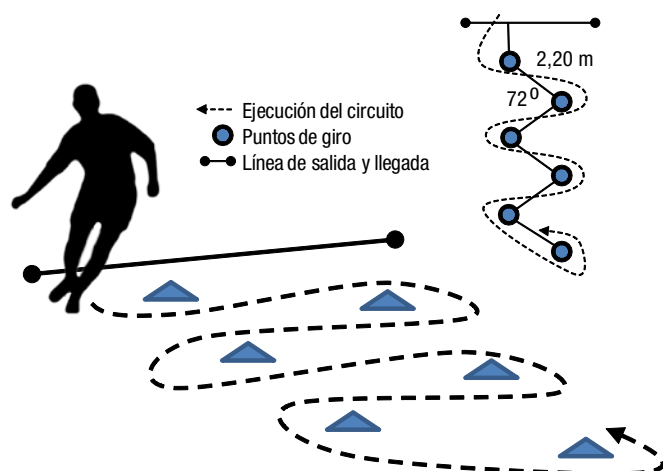 2,20 m
72⁰
Ejecución del circuito
Puntos de giro
Línea de salida y llegada